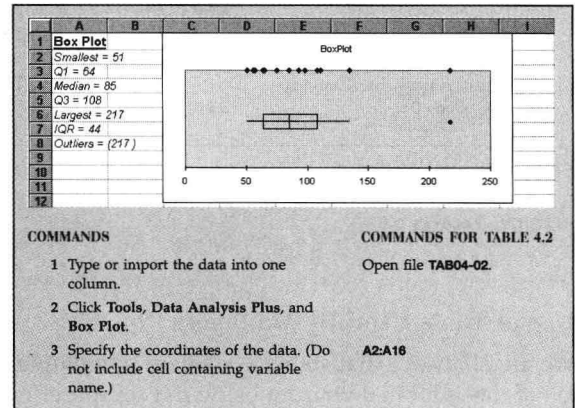 A B C D E F G H I
1 Box Plot
2 Smallest = 51
3 Q1 = 64
4 Median = 85
5 Q3 = 108
6 Largest = 217
7 IQR = 44
8 Outliers = (217 )
9
10
11
12
BoxPlot
0 50 100 150 200 250
COMMANDS
1 Type or import the data into one
column.
2 Click Tools, Data Analysis Plus, and
Box Plot.
3 Specify the coordinates of the data. (Do
not include cell containing variable
name.)
COMMANDS FOR TABLE 4.2
Open file TAB04-02.
A2:A16